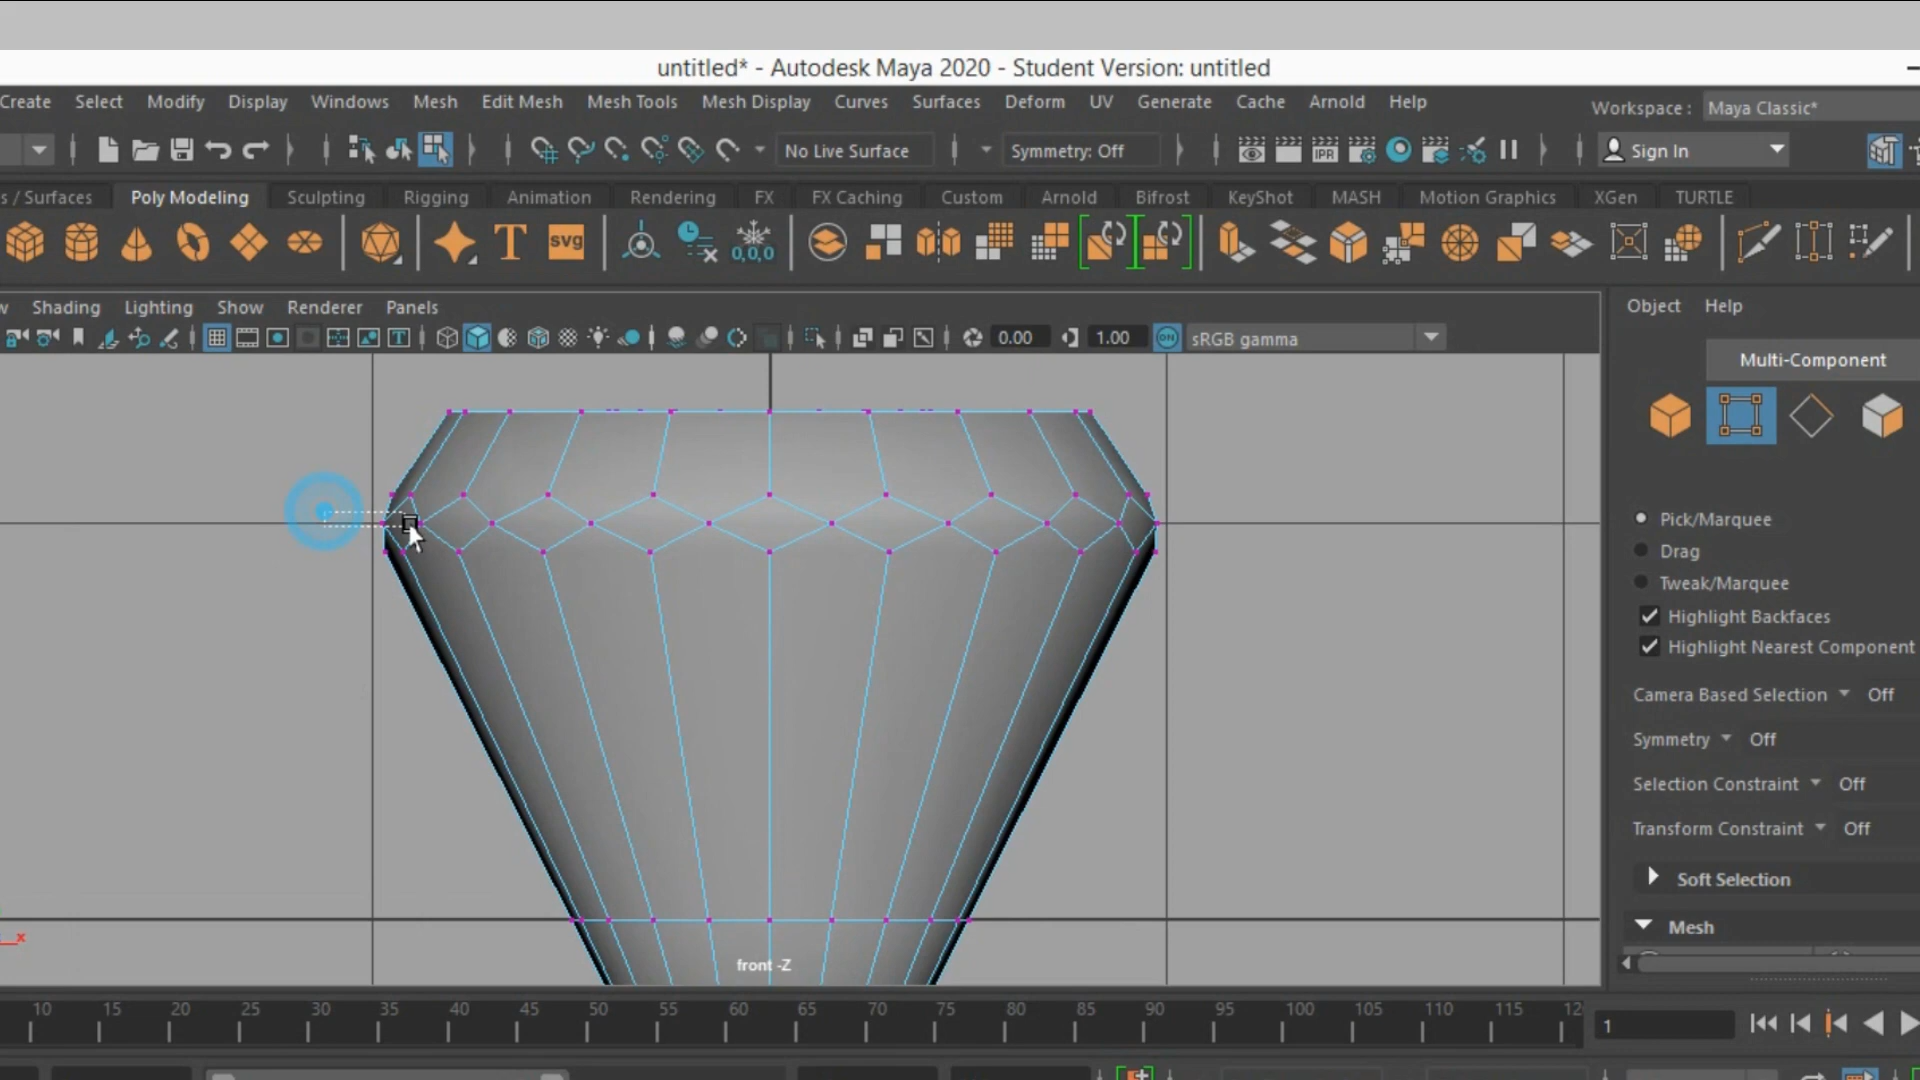 untitled* - Autodesk Maya 2020 - Student Version: untitled
Create Select Modify Display Windows Mesh Edit Mesh Mesh Tools Mesh Display Curves Surfaces Deform UV Generate Cache Arnold Help
Workspace : Maya Classic*
No Live Surface Symmetry: Off IPR Sign In
s / Surfaces Poly Modeling Sculpting Rigging Animation Rendering FX FX Caching Custom Arnold Bifrost KeyShot MASH Motion Graphics XGen TURTLE
T SVG 0,0,0
w Shading Lighting Show Renderer Panels
Object Help
T 0.00 1.00 ON sRGB gamma
Multi-Component
Pick/Marquee
Drag
Tweak/Marquee
Highlight Backfaces
Highlight Nearest Component
Camera Based Selection Off
Symmetry Off
Selection Constraint Off
Transform Constraint Off
Soft Selection
Mesh
x
front -Z
10 15 20 25 30 35 40 45 50 55 60 65 70 75 80 85 90 95 100 105 110 115 12
1